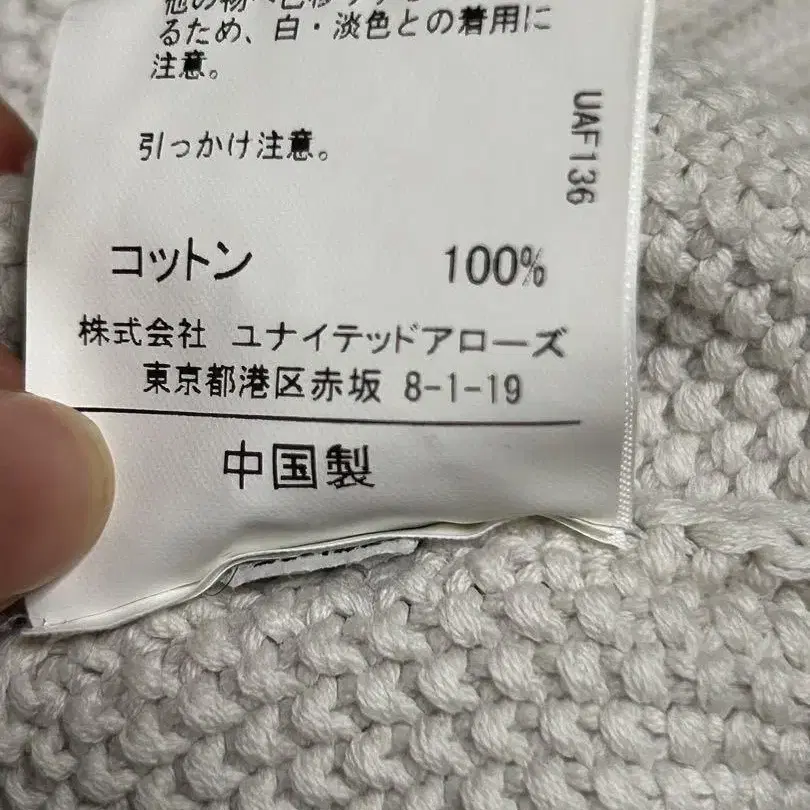 るため、白・淡色との着用に
注意。
引っかけ注意。
UAF136
コットン 100%
株式会社 ユナイテッドアローズ
東京都港区赤坂 8-1-19
中国製